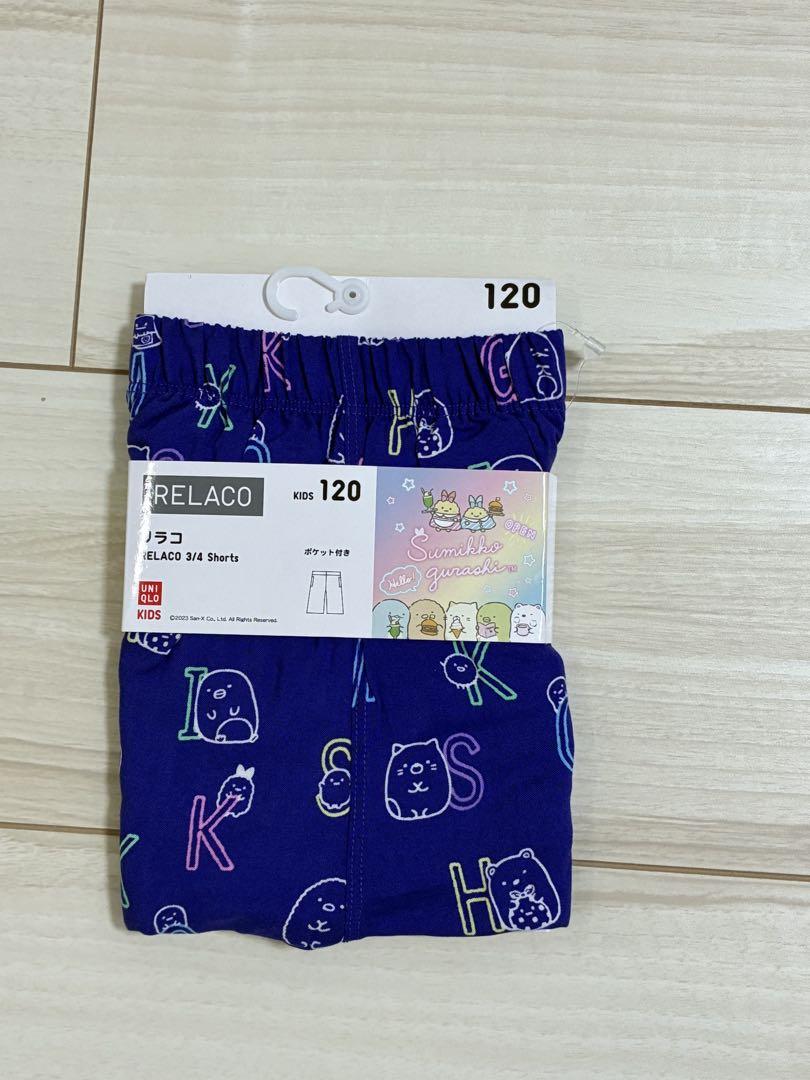 120
K
K
G
H
RELACO
KIDS 120
リラコ
RELACO 3/4 Shorts
ポケット付き
UNI
QLO
KIDS
©2023 San-X Co., Ltd. All Rights Reserved.
OPEN
Sumikko
gurashi™
Hello!
K
I
S
S
K
H